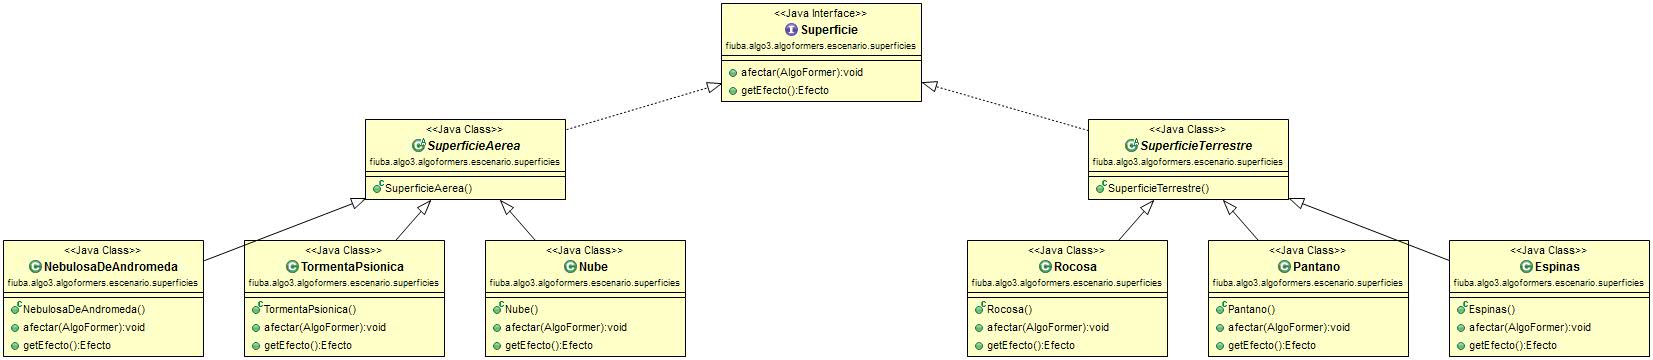 <<Java Interface>>
Superficie
fiuba.algo3.algoformers.escenario.superficies
afectar(AlgoFormer):void
getEfecto():Efecto
<<Java Class>>
SuperficieAerea
fiuba.algo3.algoformers.escenario.superficies
SuperficieAerea()
<<Java Class>>
SuperficieTerrestre
fiuba.algo3.algoformers.escenario.superficies
SuperficieTerrestre()
<<Java Class>>
NebulosaDeAndromeda
fiuba.algo3.algoformers.escenario.superficies
NebulosaDeAndromeda()
afectar(AlgoFormer):void
getEfecto():Efecto
<<Java Class>>
TormentaPsionica
fiuba.algo3.algoformers.escenario.superficies
TormentaPsionica()
afectar(AlgoFormer):void
getEfecto():Efecto
<<Java Class>>
Nube
fiuba.algo3.algoformers.escenario.superficies
Nube()
afectar(AlgoFormer):void
getEfecto():Efecto
<<Java Class>>
Rocosa
fiuba.algo3.algoformers.escenario.superficies
Rocosa()
afectar(AlgoFormer):void
getEfecto():Efecto
<<Java Class>>
Pantano
fiuba.algo3.algoformers.escenario.superficies
Pantano()
afectar(AlgoFormer):void
getEfecto():Efecto
<<Java Class>>
Espinas
fiuba.algo3.algoformers.escenario.superficies
Espinas()
afectar(AlgoFormer):void
getEfecto():Efecto